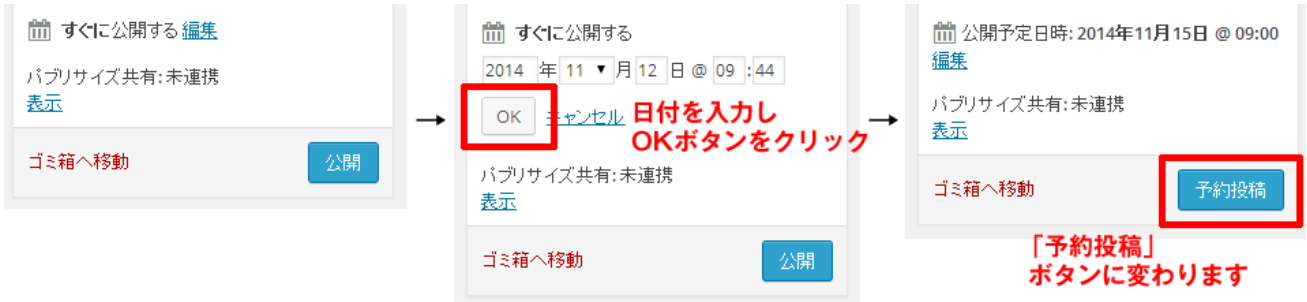 すぐに公開する 編集
パブリサイズ共有: 未連携
表示
ゴミ箱へ移動 公開
→
すぐに公開する
2014 年 11 ▼ 月 12 日 @ 09 : 44
OK キャンセル
日付を入力し
OKボタンをクリック
パブリサイズ共有: 未連携
表示
ゴミ箱へ移動 公開
→
公開予定日時: 2014年11月15日 @ 09:00
編集
パブリサイズ共有: 未連携
表示
ゴミ箱へ移動 予約投稿
「予約投稿」
ボタンに変わります